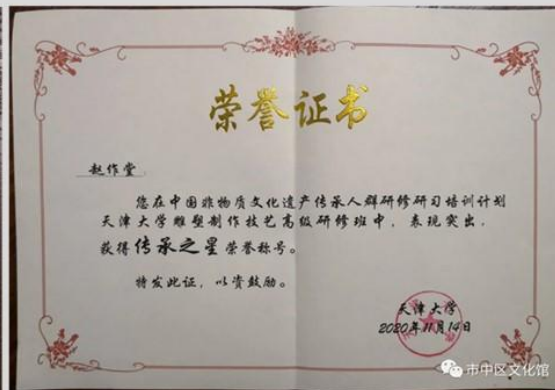 荣誉证书
赵作堂
您在中国非物质文化遗产传承人群研修研习培训计划
天津大学雕塑制作技艺高级研修班中，表现突出，
获得传承之星荣誉称号。
特发此证，以资鼓励。
天津大学
2020年11月14日
市中区文化馆